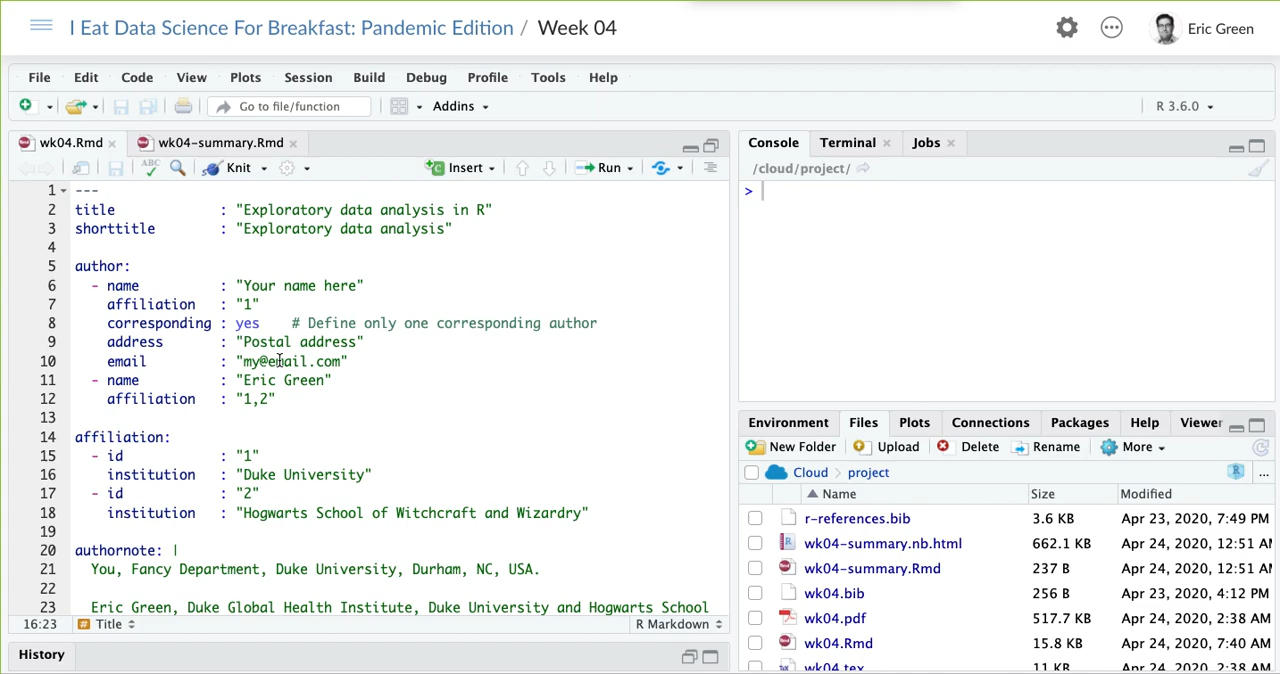 I Eat Data Science For Breakfast: Pandemic Edition / Week 04
Eric Green
File Edit Code View Plots Session Build Debug Profile Tools Help
Go to file/function
Addins
R 3.6.0
wk04.Rmd
wk04-summary.Rmd
ABC
Knit
Insert
Run
1 ---
2 title : "Exploratory data analysis in R"
3 shorttitle : "Exploratory data analysis"
4
5 author:
6 - name : "Your name here"
7 affiliation : "1"
8 corresponding : yes # Define only one corresponding author
9 address : "Postal address"
10 email : "my@email.com"
11 - name : "Eric Green"
12 affiliation : "1,2"
13
14 affiliation:
15 - id : "1"
16 institution : "Duke University"
17 - id : "2"
18 institution : "Hogwarts School of Witchcraft and Wizardry"
19
20 authornote: |
21 You, Fancy Department, Duke University, Durham, NC, USA.
22
23 Eric Green, Duke Global Health Institute, Duke University and Hogwarts School
16:23 # Title R Markdown
History
Console Terminal Jobs
/cloud/project/
>
Environment Files Plots Connections Packages Help Viewer
New Folder Upload Delete Rename More
Cloud > project R ...
Name Size Modified
r-references.bib 3.6 KB Apr 23, 2020, 7:49 PM
wk04-summary.nb.html 662.1 KB Apr 24, 2020, 12:51 AM
wk04-summary.Rmd 237 B Apr 24, 2020, 12:51 AM
wk04.bib 256 B Apr 23, 2020, 4:12 PM
wk04.pdf 517.7 KB Apr 24, 2020, 2:38 AM
wk04.Rmd 15.8 KB Apr 24, 2020, 7:40 AM
wk04.tex 11 KB Apr 24, 2020, 2:38 AM